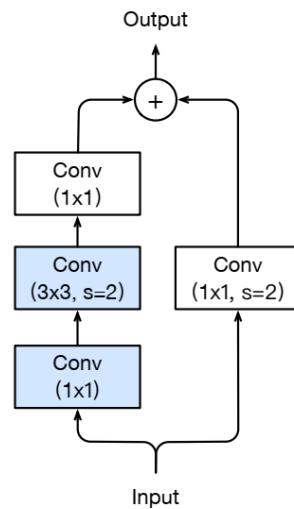 Output
+
Conv
(1x1)
Conv
(3x3, s=2)
Conv
(1x1, s=2)
Conv
(1x1)
Input